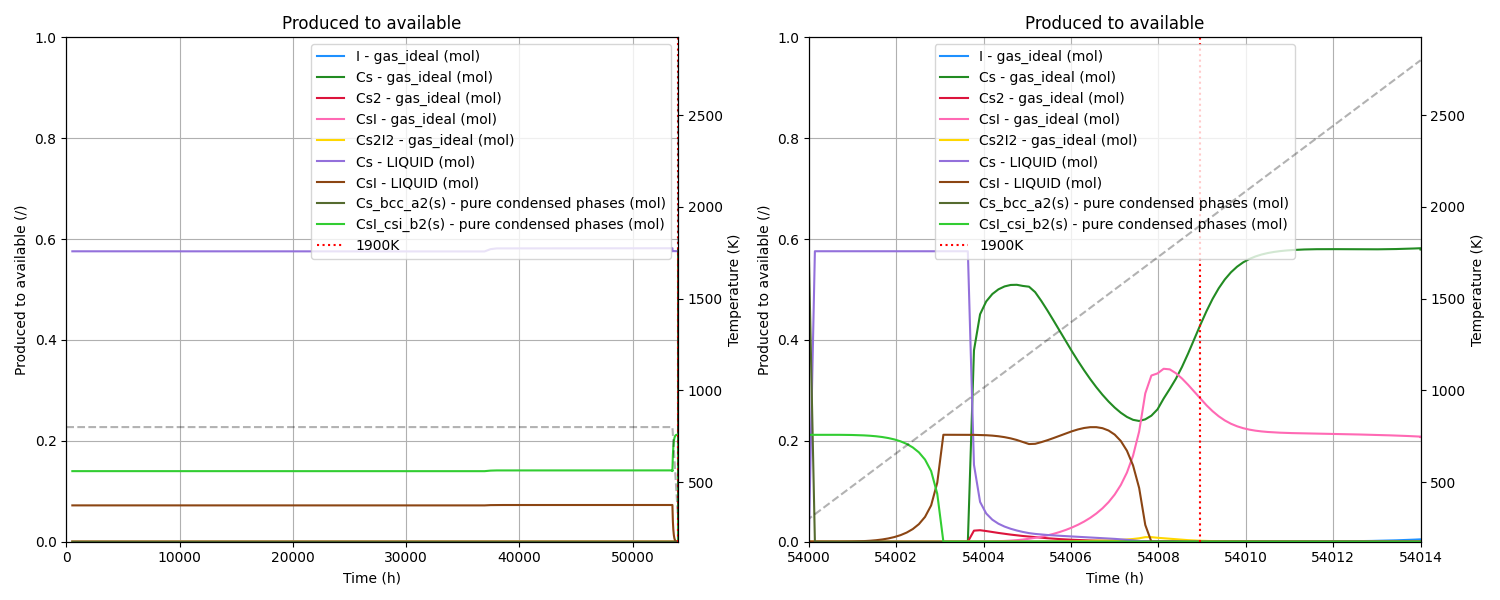 Produced to available
1.0
0.8
0.6
0.4
0.2
0.0
Produced to available (/)
I - gas_ideal (mol)
Cs - gas_ideal (mol)
Cs2 - gas_ideal (mol)
CsI - gas_ideal (mol)
Cs2I2 - gas_ideal (mol)
Cs - LIQUID (mol)
CsI - LIQUID (mol)
Cs_bcc_a2(s) - pure condensed phases (mol)
CsI_csi_b2(s) - pure condensed phases (mol)
1900K
2500
2000
1500
1000
500
Temperature (K)
0 10000 20000 30000 40000 50000
Time (h)
Produced to available
1.0
0.8
0.6
0.4
0.2
0.0
Produced to available (/)
I - gas_ideal (mol)
Cs - gas_ideal (mol)
Cs2 - gas_ideal (mol)
CsI - gas_ideal (mol)
Cs2I2 - gas_ideal (mol)
Cs - LIQUID (mol)
CsI - LIQUID (mol)
Cs_bcc_a2(s) - pure condensed phases (mol)
CsI_csi_b2(s) - pure condensed phases (mol)
1900K
2500
2000
1500
1000
500
Temperature (K)
54000 54002 54004 54006 54008 54010 54012 54014
Time (h)